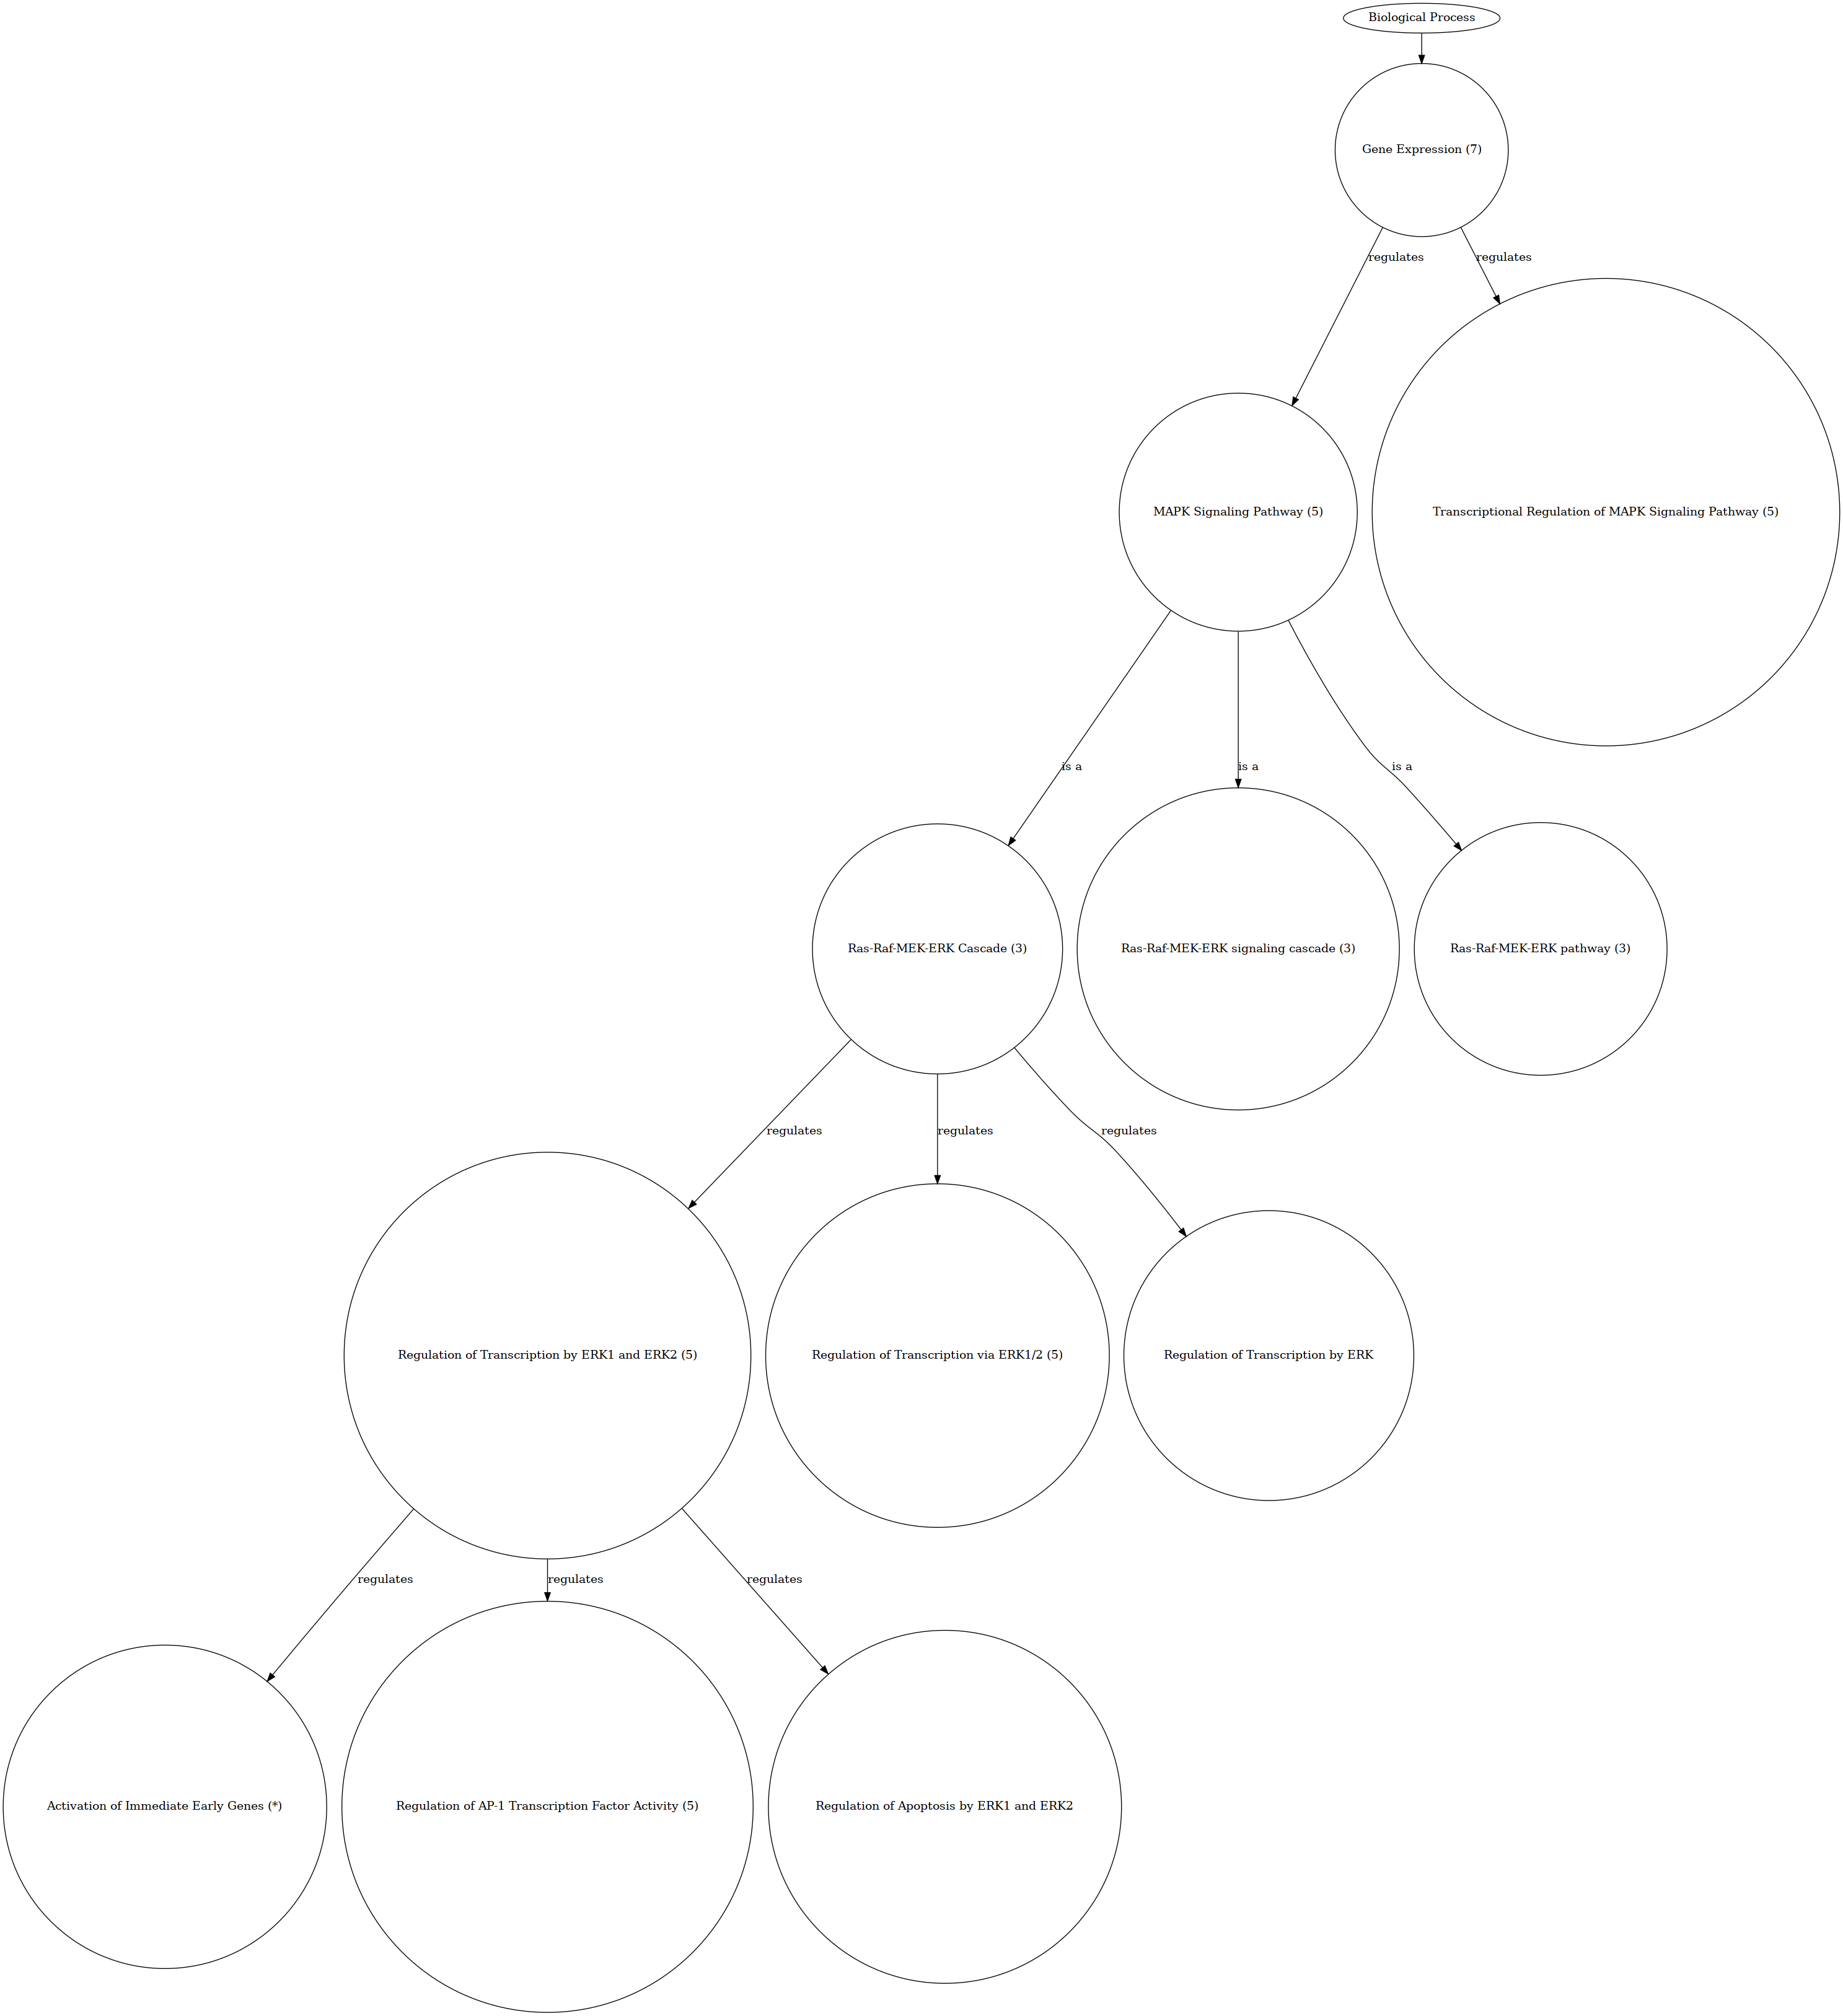 Biological Process
Gene Expression (7)
regulates
regulates
MAPK Signaling Pathway (5)
Transcriptional Regulation of MAPK Signaling Pathway (5)
is a
is a
is a
Ras-Raf-MEK-ERK Cascade (3)
Ras-Raf-MEK-ERK signaling cascade (3)
Ras-Raf-MEK-ERK pathway (3)
regulates
regulates
regulates
Regulation of Transcription by ERK1 and ERK2 (5)
Regulation of Transcription via ERK1/2 (5)
Regulation of Transcription by ERK
regulates
regulates
regulates
Activation of Immediate Early Genes (*)
Regulation of AP-1 Transcription Factor Activity (5)
Regulation of Apoptosis by ERK1 and ERK2